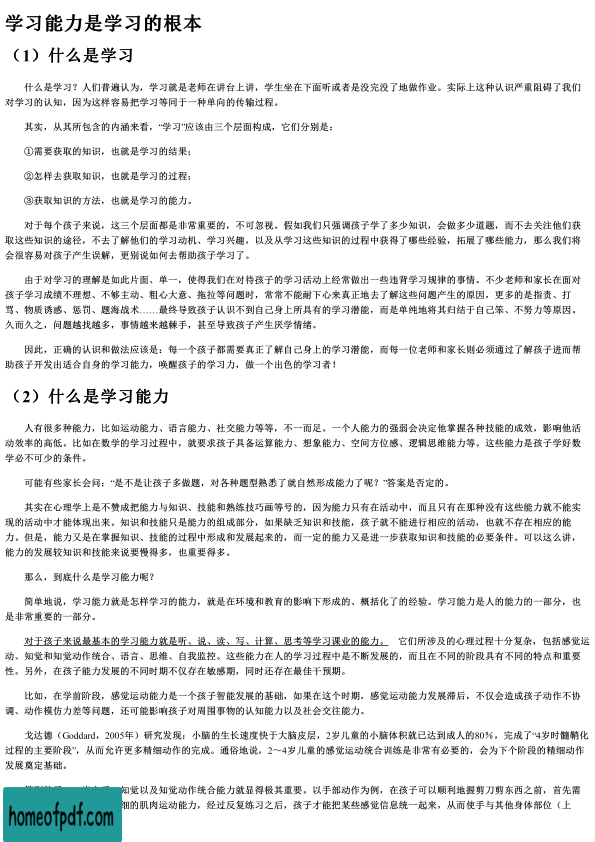 学习能力是学习的根本
（1）什么是学习
什么是学习？人们普遍认为，学习就是老师在讲台上讲，学生坐在下面听或者是没完没了地做作业。实际上这种认识严重阻碍了我们
对学习的认知，因为这样容易把学习等同于一种单向的传输过程。
其实，从其所包含的内涵来看，“学习”应该由三个层面构成，它们分别是：
①需要获取的知识，也就是学习的结果；
②怎样去获取知识，也就是学习的过程；
③获取知识的方法，也就是学习的能力。
对于每个孩子来说，这三个层面都是非常重要的，不可忽视。假如我们只强调孩子学了多少知识，会做多少道题，而不去关注他们获
取这些知识的途径，不去了解他们的学习动机、学习兴趣，以及从学习这些知识的过程中获得了哪些经验，拓展了哪些能力，那么我们将
会很容易对孩子产生误解，更别说如何去帮助孩子学习了。
由于对学习的理解是如此片面、单一，使得我们在对待孩子的学习活动上经常做出一些违背学习规律的事情。不少老师和家长在面对
孩子学习成绩不理想、不够主动、粗心大意、拖拉等问题时，常常不能耐下心来真正地去了解这些问题产生的原因，更多的是指责、打
骂、物质诱惑、惩罚、题海战术……最终导致孩子认识不到自己身上所具有的学习潜能，而是单纯地将其归结于自己笨、不努力等原因。
久而久之，问题越找越多，事情越来越棘手，甚至导致孩子产生厌学情绪。
因此，正确的认识和做法应该是：每一个孩子都需要真正了解自己身上的学习潜能，而每一位老师和家长则必须通过了解孩子进而帮
助孩子开发出适合自身的学习能力，唤醒孩子的学习力，做一个出色的学习者！
（2）什么是学习能力
人有很多种能力，比如运动能力、语言能力、社交能力等等，不一而足。一个人能力的强弱会决定他掌握各种技能的成效，影响他活
动效率的高低。比如在数学的学习过程中，就要求孩子具备运算能力、想象能力、空间方位感、逻辑思维能力等。这些能力是孩子学好数
学必不可少的条件。
可能有些家长会问：“是不是让孩子多做题，对各种题型熟悉了就自然形成能力了呢？”答案是否定的。
其实在心理学上是不赞成把能力与知识、技能和熟练技巧画等号的，因为能力只有在活动中，而且只有在那种没有这些能力就不能实
现的活动中才能体现出来。知识和技能只是能力的组成部分，如果缺乏知识和技能，孩子就不能进行相应的活动，也就不存在相应的能
力。但是，能力又是在掌握知识、技能的过程中形成和发展起来的，而一定的能力又是进一步获取知识和技能的必要条件。可以这么讲，
能力的发展较知识和技能来说要慢得多，也重要得多。
那么，到底什么是学习能力呢？
简单地说，学习能力就是怎样学习的能力，就是在环境和教育的影响下形成的、概括化了的经验。学习能力是人的能力的一部分，也
是非常重要的一部分。
对于孩子来说最基本的学习能力就是听、说、读、写、计算、思考等学习课业的能力。 它们所涉及的心理过程十分复杂，包括感觉运
动、知觉和知觉动作统合、语言、思维、自我监控。这些能力在人的学习过程中是不断发展的，而且在不同的阶段具有不同的特点和重要
性。另外，在孩子能力发展的不同时期不仅存在敏感期，同时还存在最佳干预期。
比如，在学前阶段，感觉运动能力是一个孩子智能发展的基础，如果在这个时期，感觉运动能力发展滞后，不仅会造成孩子动作不协
调、动作模仿力差等问题，还可能影响孩子对周围事物的认知能力以及社会交往能力。
戈达德（Goddard，2005年）研究发现：小脑的生长速度快于大脑皮层，2岁儿童的小脑体积就已达到成人的80%，完成了“4岁时髓鞘化
过程的主要阶段”，从而允许更多精细动作的完成。通俗地说，2～4岁儿童的感觉运动统合训练是非常有必要的，会为下个阶段的精细动作
发展奠定基础。
知觉以及知觉动作统合能力就显得极其重要。以手部动作为例，在孩子可以顺利地握剪刀剪东西之前，首先需
细的肌肉运动能力，经过反复练习之后，孩子才能把某些感觉信息统一起来，从而使手与其他身体部位（上
homeofpdf.com